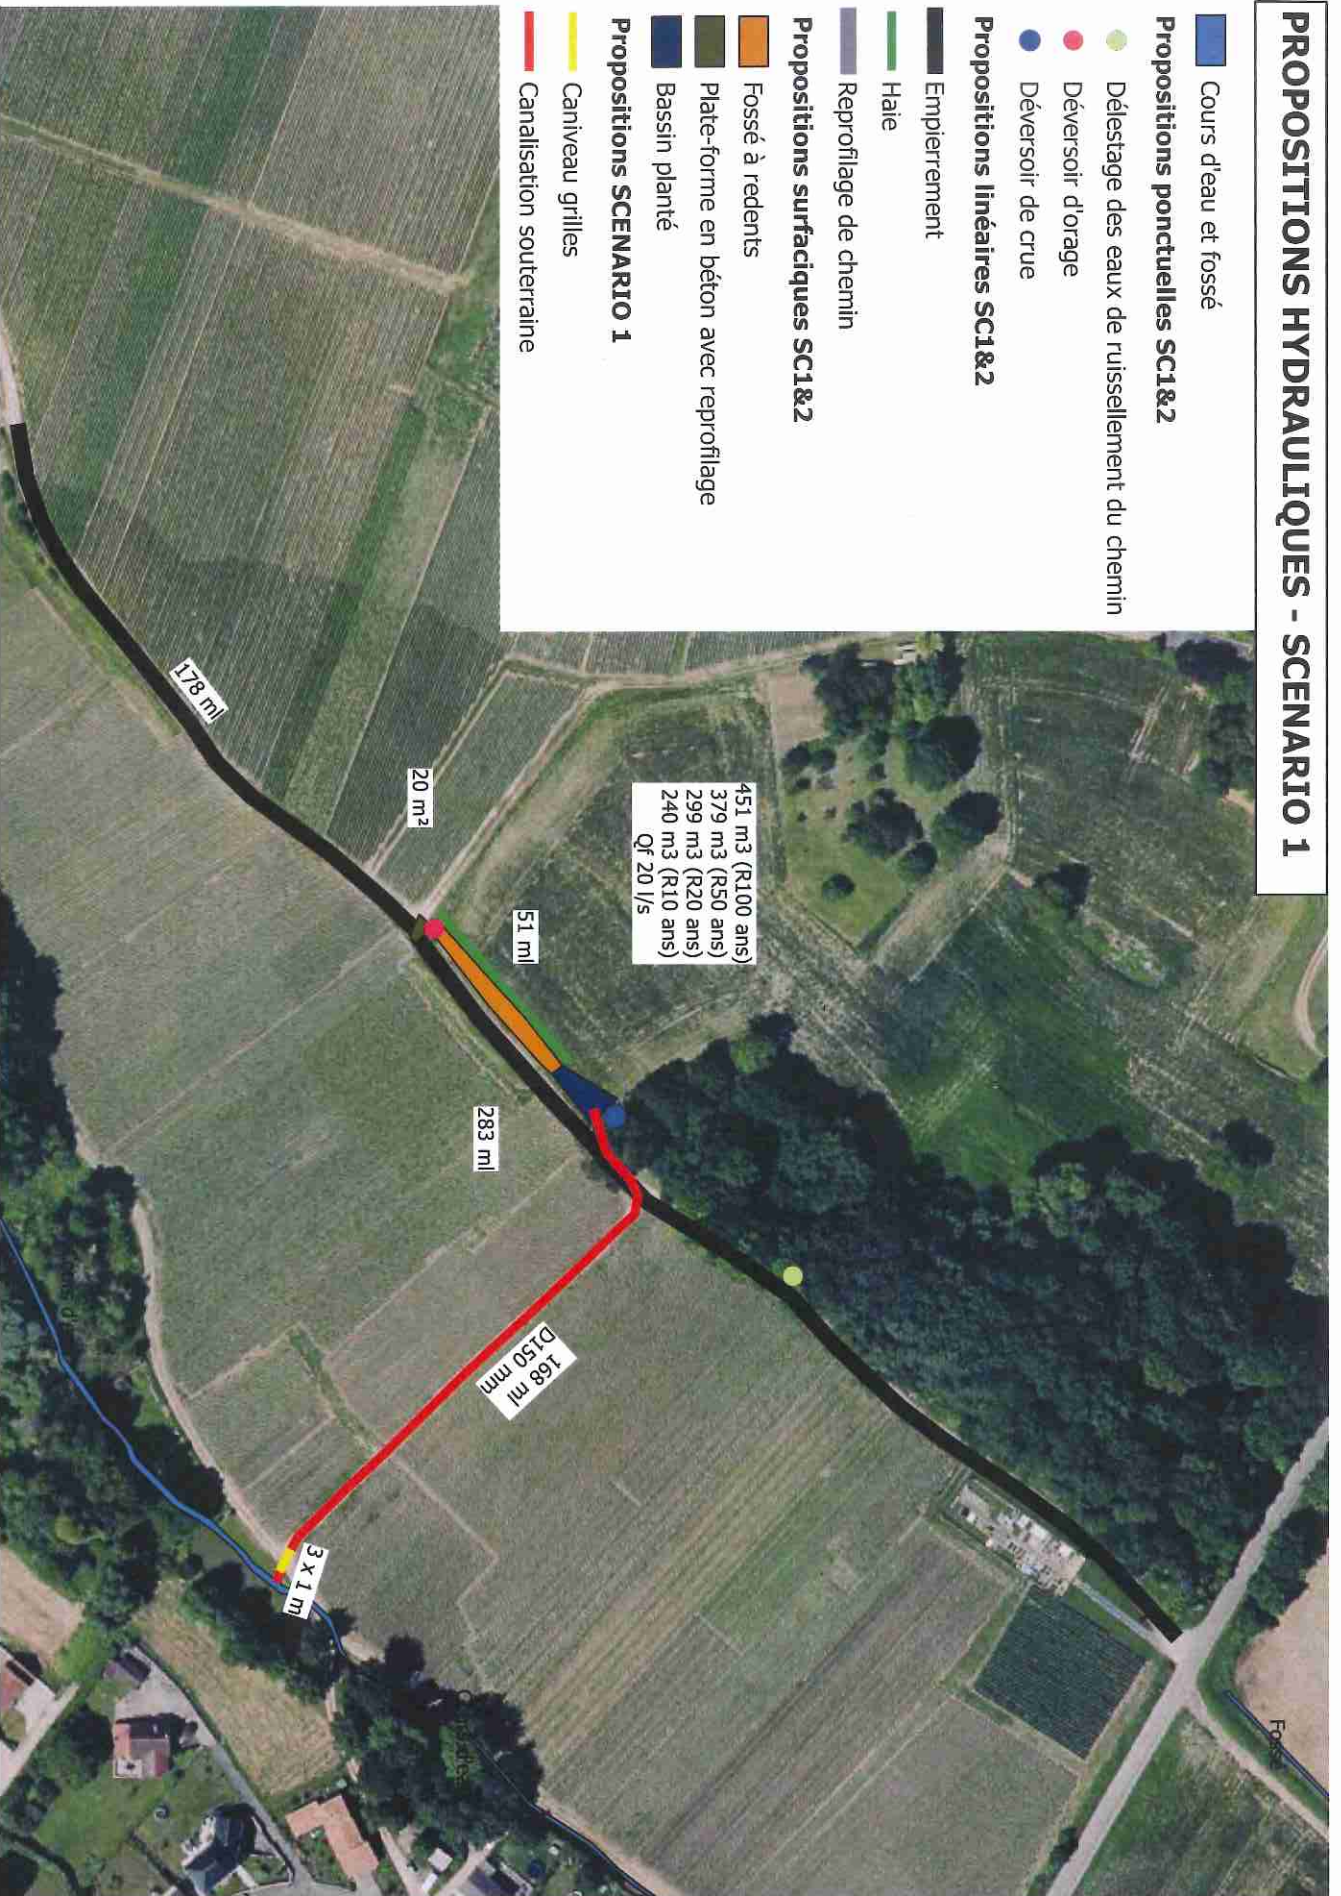 PROPOSITIONS HYDRAULIQUES - SCENARIO 1
Cours d'eau et fossé
Propositions ponctuelles SC1&2
Délestage des eaux de ruissellement du chemin
Déversoir d'orage
Déversoir de crue
Propositions linéaires SC1&2
Empierrement
Haie
Reprofilage de chemin
Propositions surfaciques SC1&2
Fossé à redents
Plate-forme en béton avec reprofilage
Bassin planté
Propositions SCENARIO 1
Caniveau grilles
Canalisation souterraine
451 m3 (R100 ans)
379 m3 (R50 ans)
299 m3 (R20 ans)
240 m3 (R10 ans)
Qf 20 l/s
178 ml
20 m²
51 ml
283 ml
168 ml
D150 mm
3 x 1 m